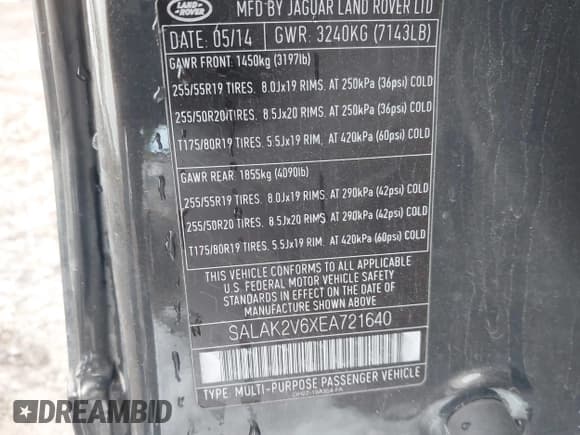 LAND ROVER
MFD BY JAGUAR LAND ROVER LTD
DATE: 05/14 GWR: 3240KG (7143LB)
GAWR FRONT: 1450kg (3197lb)
255/55R19 TIRES. 8.0Jx19 RIMS. AT 250kPa (36psi) COLD
255/50R20 TIRES. 8.5Jx20 RIMS. AT 250kPa (36psi) COLD
T175/80R19 TIRES. 5.5Jx19 RIM. AT 420kPa (60psi) COLD
GAWR REAR: 1855kg (4090lb)
255/55R19 TIRES. 8.0Jx19 RIMS. AT 290kPa (42psi) COLD
255/50R20 TIRES. 8.5Jx20 RIMS. AT 290kPa (42psi) COLD
T175/80R19 TIRES. 5.5Jx19 RIM. AT 420kPa (60psi) COLD
THIS VEHICLE CONFORMS TO ALL APPLICABLE
U.S. FEDERAL MOTOR VEHICLE SAFETY
STANDARDS IN EFFECT ON THE DATE OF
MANUFACTURE SHOWN ABOVE.
SALAK2V6XEA721640
TYPE: MULTI-PURPOSE PASSENGER VEHICLE
DREAMBID